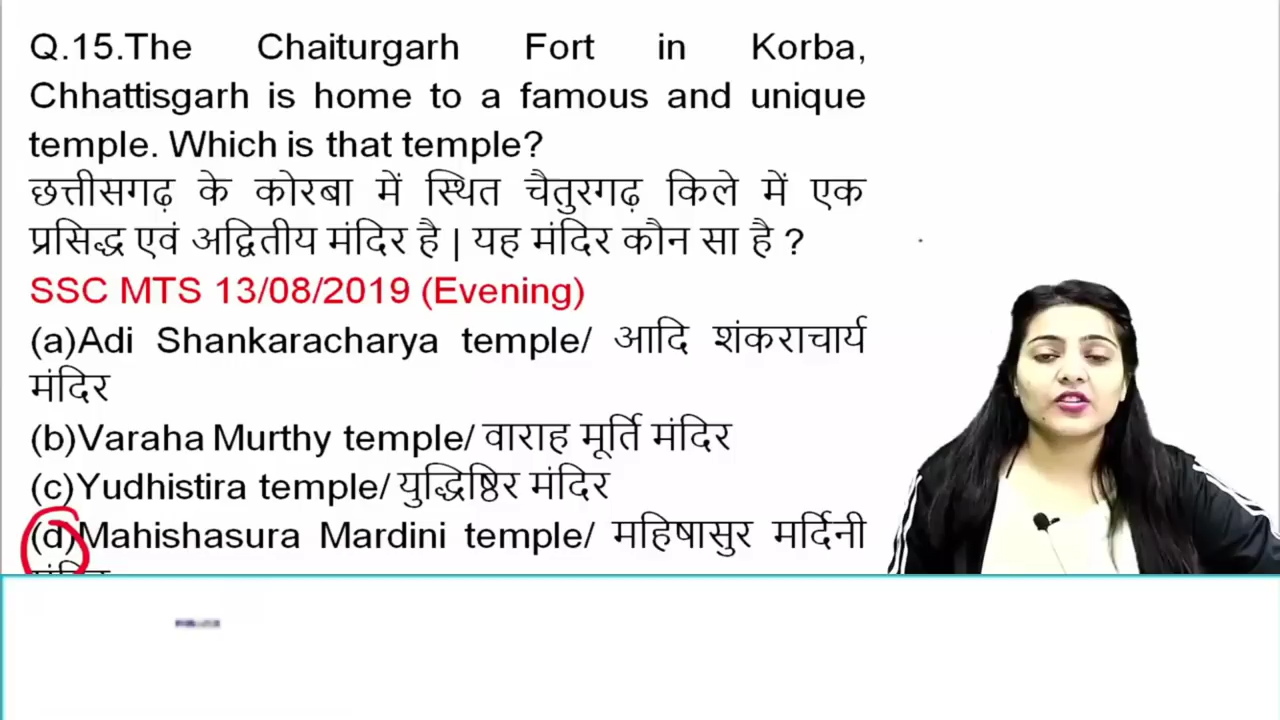 Q.15.The Chaiturgarh Fort in Korba,
Chhattisgarh is home to a famous and unique
temple. Which is that temple?
छत्तीसगढ़ के कोरबा में स्थित चैतुरगढ़ किले में एक
प्रसिद्ध एवं अद्वितीय मंदिर है | यह मंदिर कौन सा है ?
SSC MTS 13/08/2019 (Evening)
(a)Adi Shankaracharya temple/ आदि शंकराचार्य
मंदिर
(b)Varaha Murthy temple/ वाराह मूर्ति मंदिर
(c)Yudhistira temple/ युद्धिष्ठिर मंदिर
(d)Mahishasura Mardini temple/ महिषासुर मर्दिनी